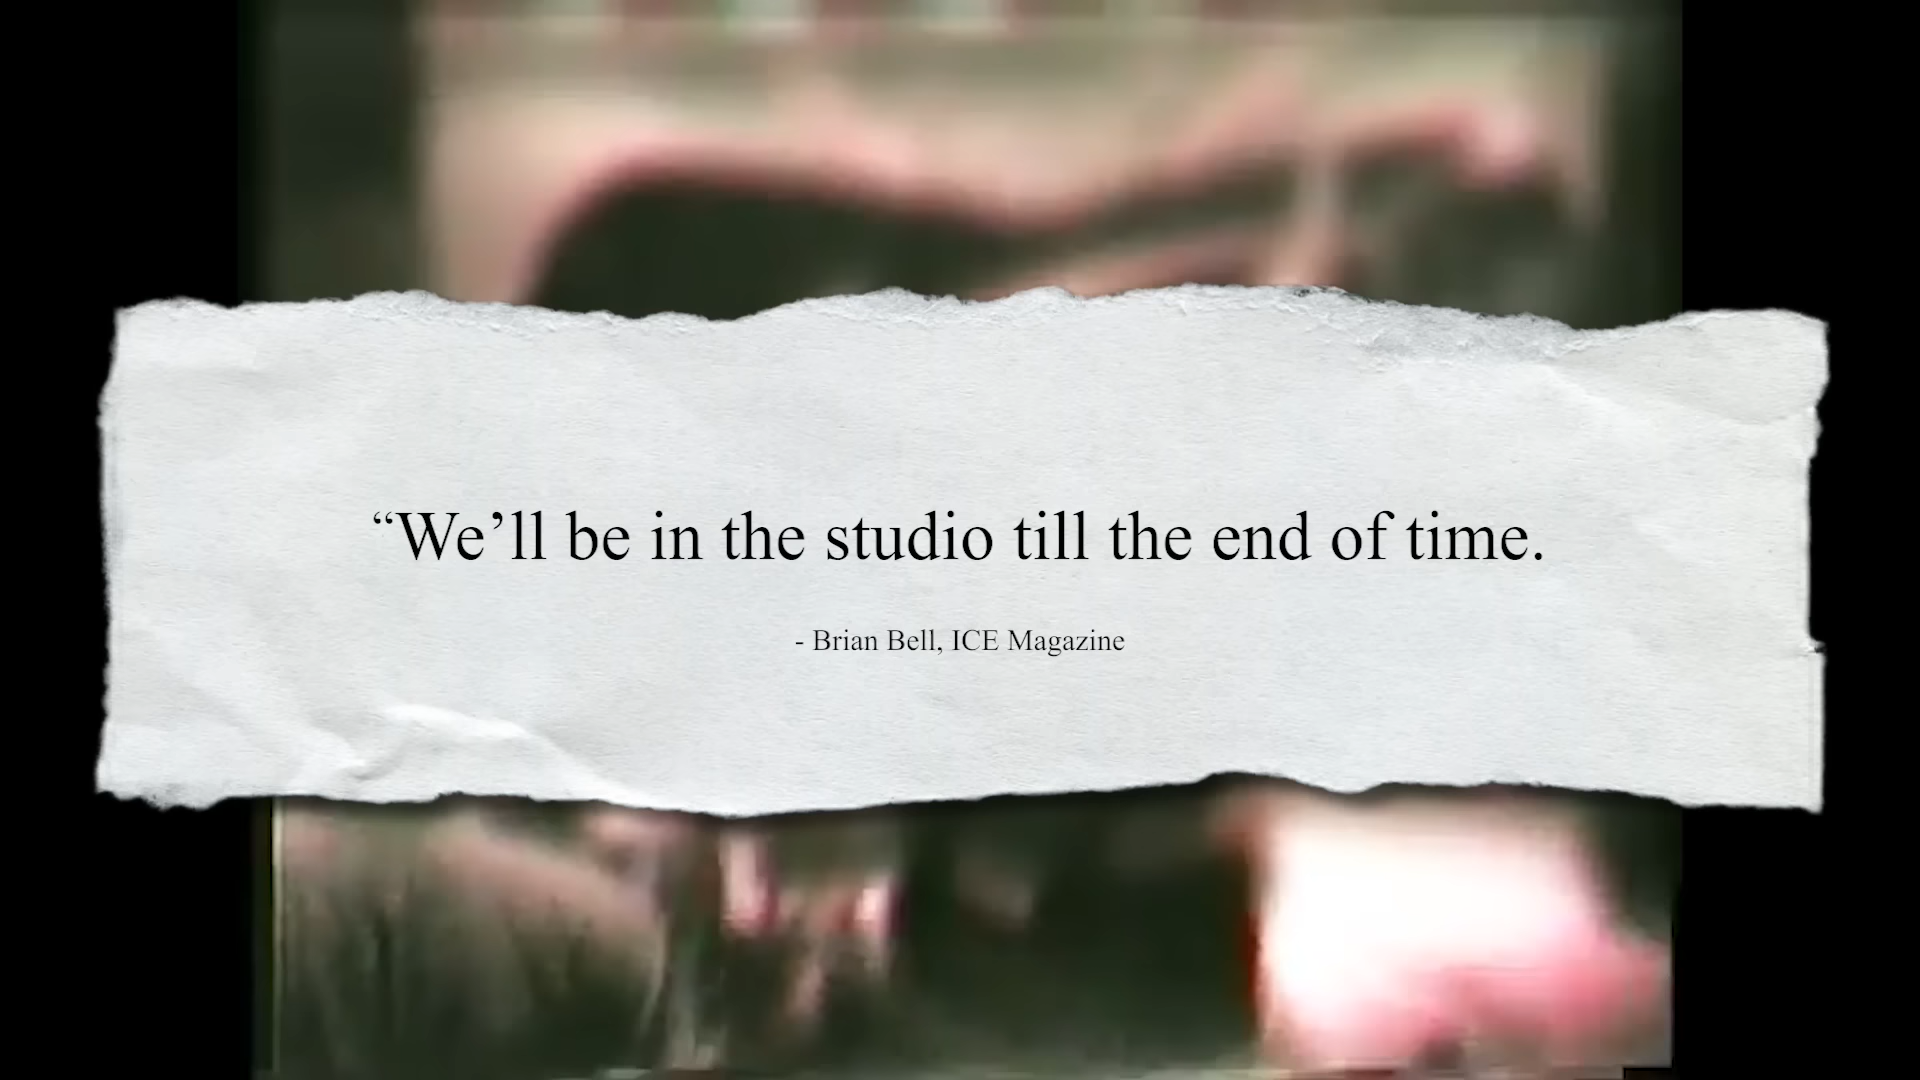 “We’ll be in the studio till the end of time.
- Brian Bell, ICE Magazine